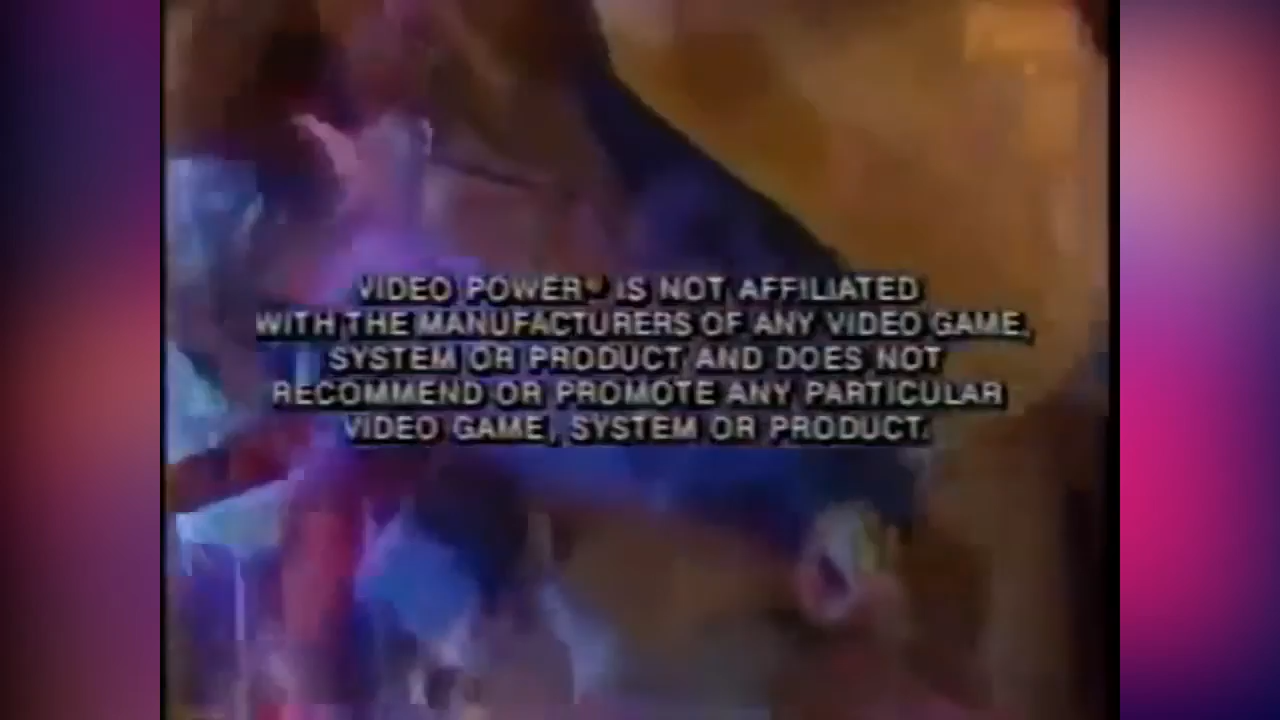 VIDEO POWER™ IS NOT AFFILIATED
WITH THE MANUFACTURERS OF ANY VIDEO GAME,
SYSTEM OR PRODUCT AND DOES NOT
RECOMMEND OR PROMOTE ANY PARTICULAR
VIDEO GAME, SYSTEM OR PRODUCT.